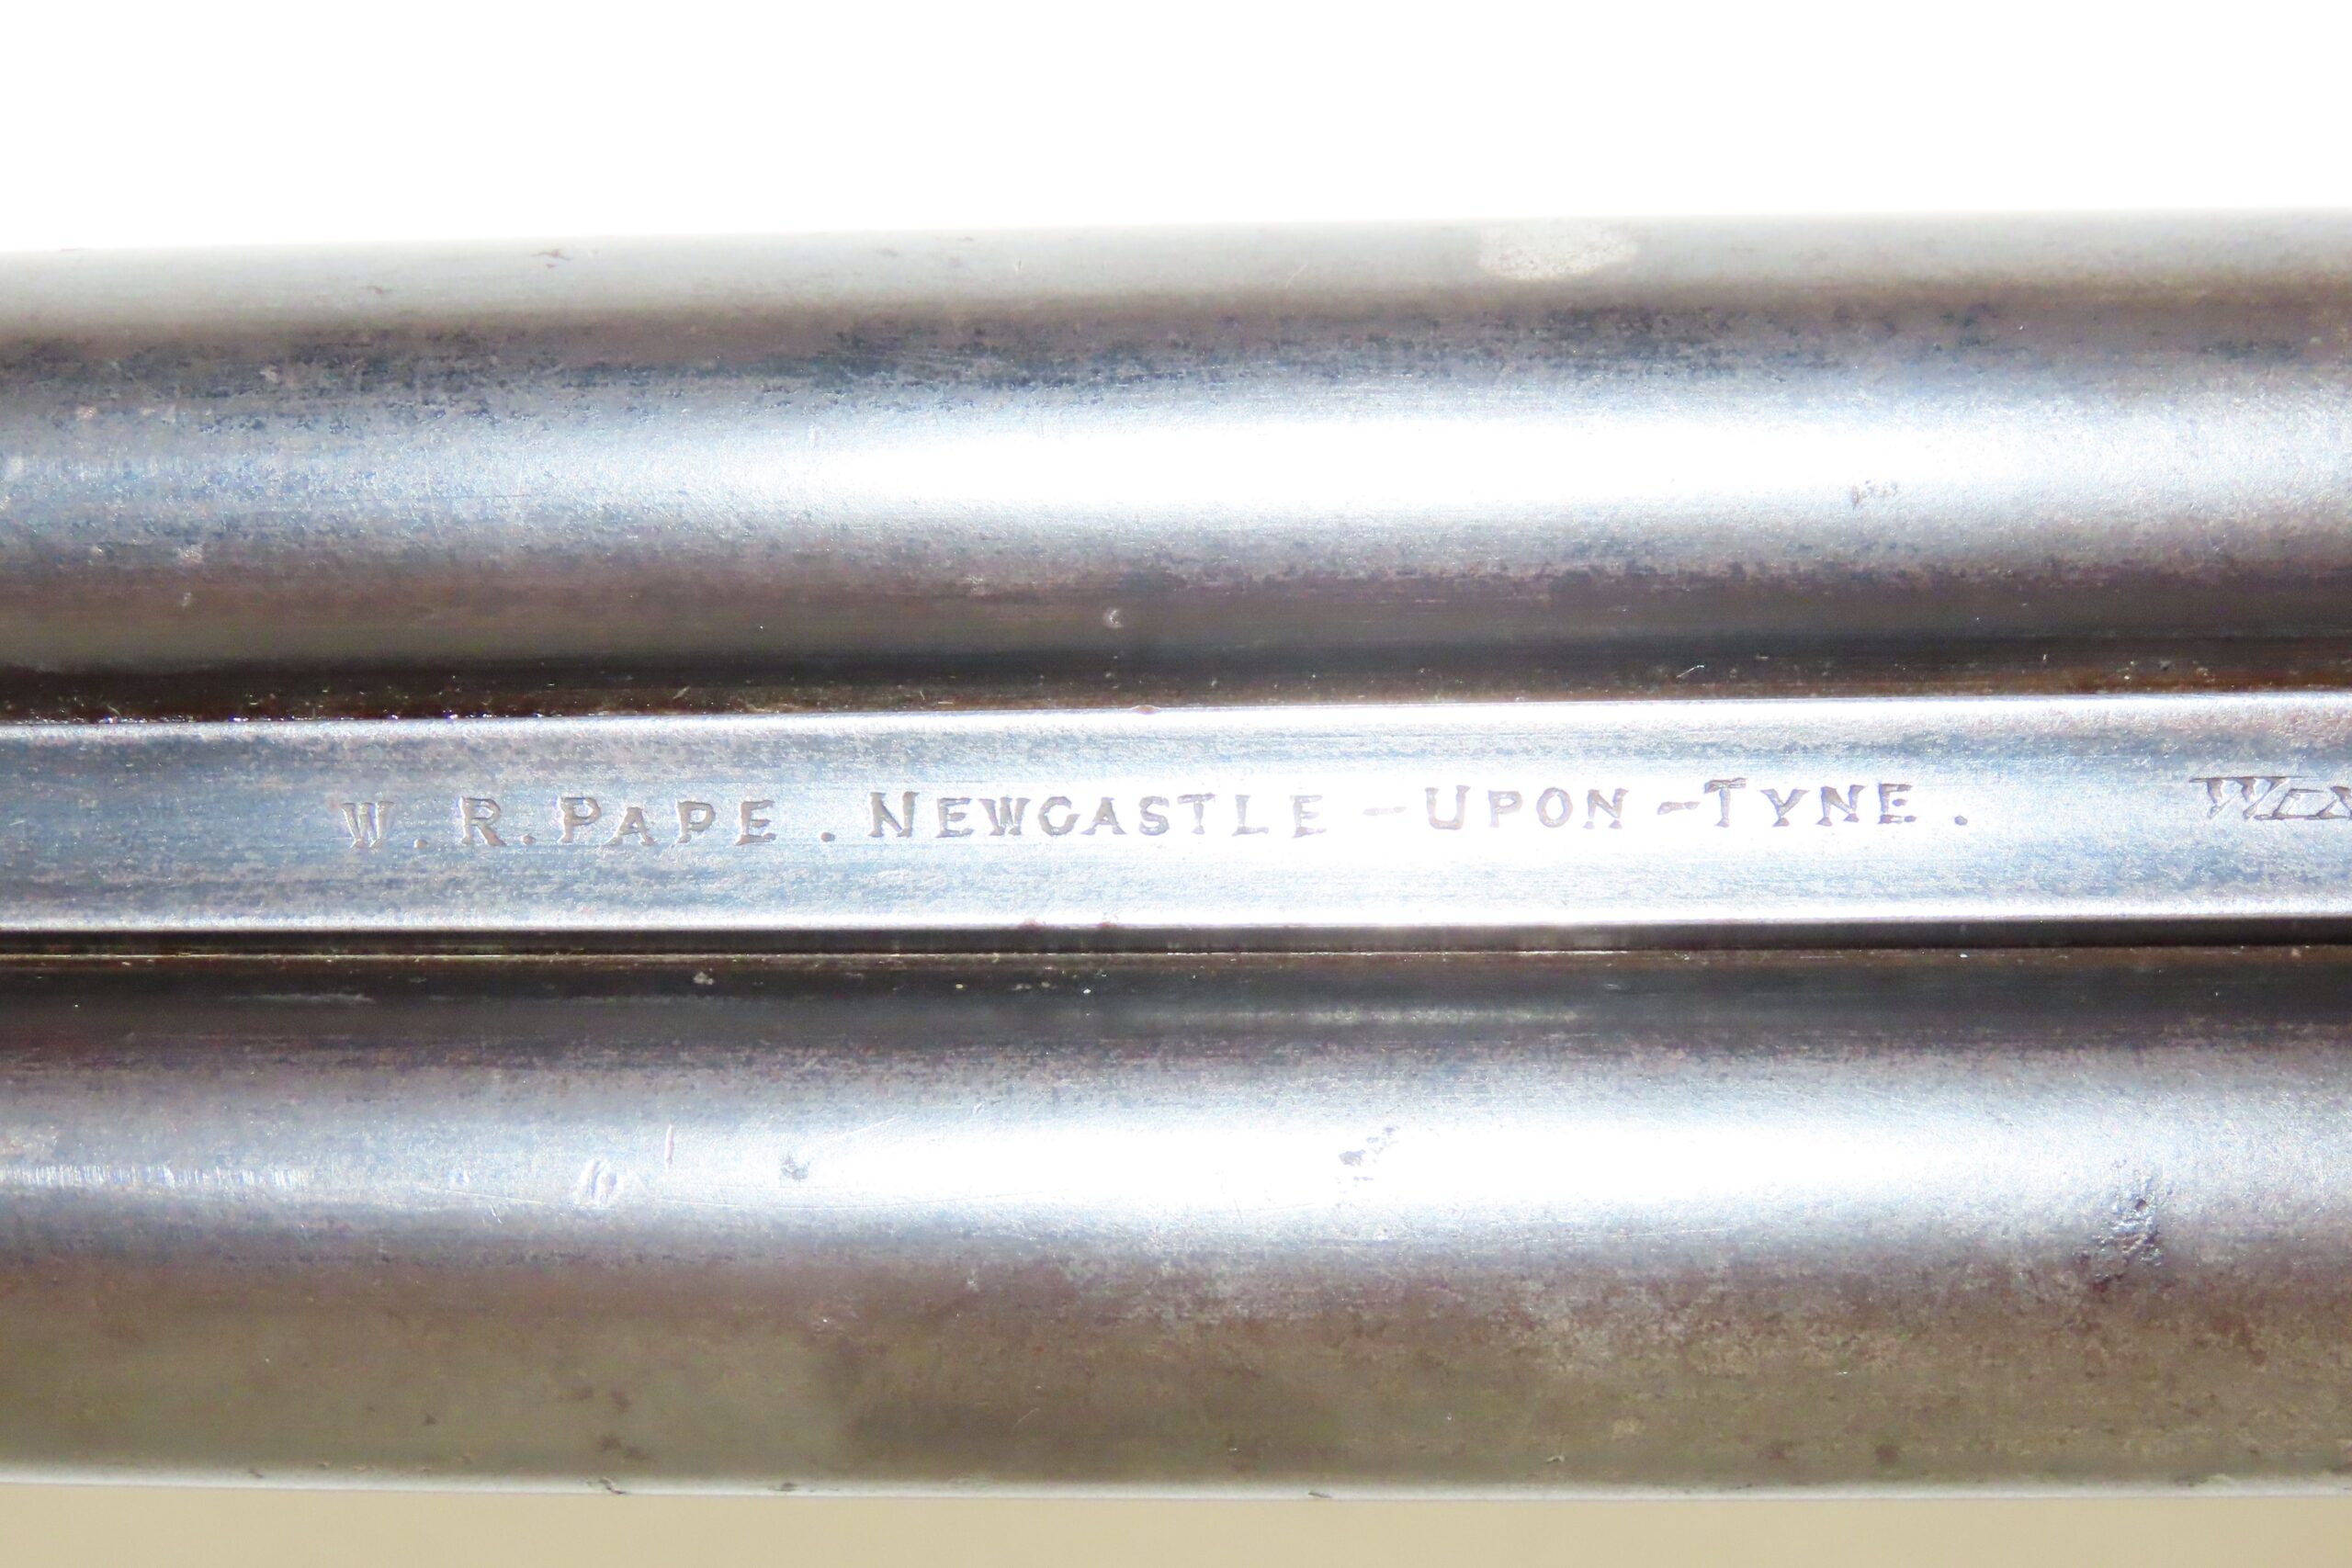 W. R. PAPE. NEWCASTLE-UPON-TYNE.